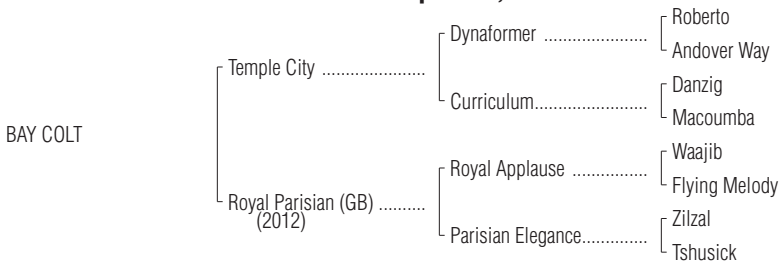 Roberto
Dynaformer ......................
Andover Way
Temple City ......................
Danzig
Curriculum........................
Macoumba
BAY COLT
Waajib
Royal Applause ................
Flying Melody
Royal Parisian (GB) ..........
(2012)
Zilzal
Parisian Elegance..............
Tshusick